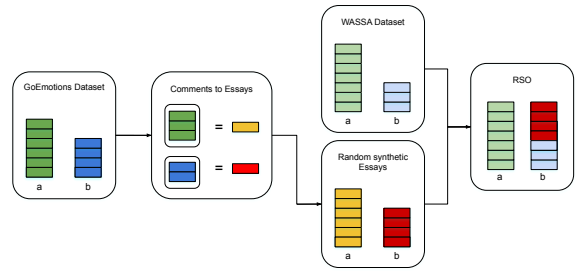 GoEmotions Dataset
a
b
Comments to Essays
=
=
WASSA Dataset
a
b
Random synthetic
Essays
a
b
RSO
a
b